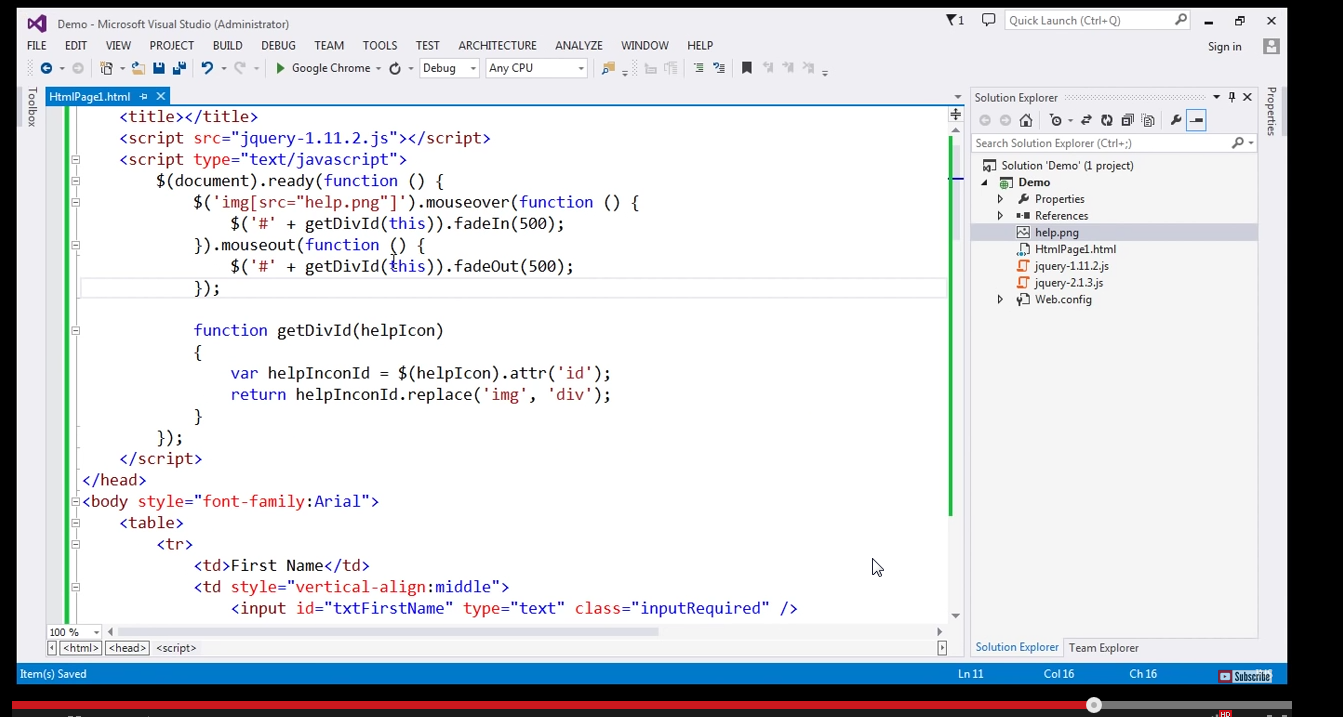 Demo - Microsoft Visual Studio (Administrator)
1
Quick Launch (Ctrl+Q)
FILE EDIT VIEW PROJECT BUILD DEBUG TEAM TOOLS TEST ARCHITECTURE ANALYZE WINDOW HELP
Sign in
Google Chrome
Debug
Any CPU
Toolbox
HtmlPage1.html
<title></title>
<script src="jquery-1.11.2.js"></script>
<script type="text/javascript">
$(document).ready(function () {
$('img[src="help.png"]').mouseover(function () {
$('#' + getDivId(this)).fadeIn(500);
}).mouseout(function () {
$('#' + getDivId(this)).fadeOut(500);
});
function getDivId(helpIcon)
{
var helpInconId = $(helpIcon).attr('id');
return helpInconId.replace('img', 'div');
}
});
</script>
</head>
<body style="font-family:Arial">
<table>
<tr>
<td>First Name</td>
<td style="vertical-align:middle">
<input id="txtFirstName" type="text" class="inputRequired" />
100 %
<html> <head> <script>
Solution Explorer
Search Solution Explorer (Ctrl+;)
Solution 'Demo' (1 project)
Demo
Properties
References
help.png
HtmlPage1.html
jquery-1.11.2.js
jquery-2.1.3.js
Web.config
Solution Explorer Team Explorer
Properties
Item(s) Saved
Ln 11 Col 16 Ch 16
Subscribe
HD